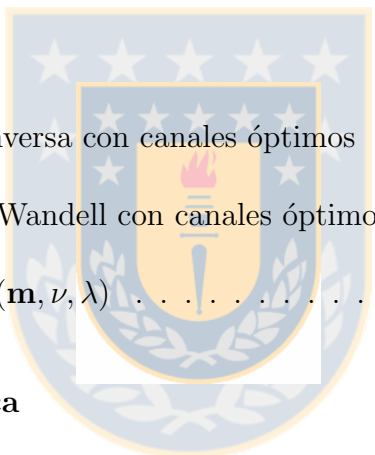 versa con canales óptimos
Wandell con canales óptimo
(m, ν, λ) . . . . . . . . . .
a